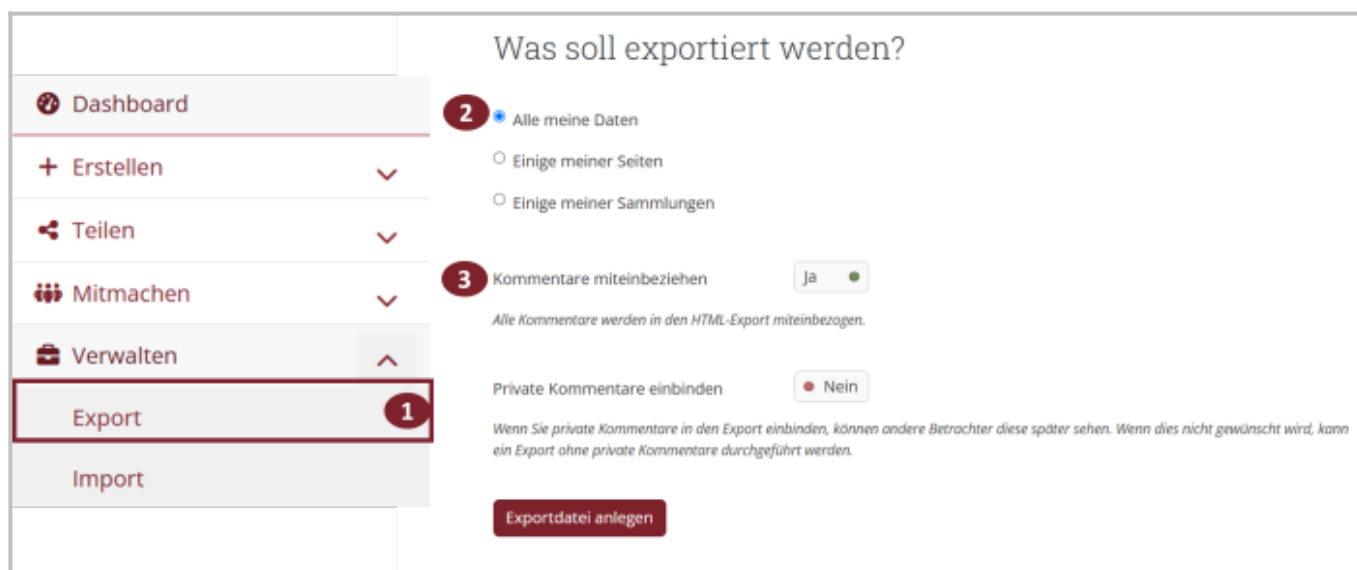 Dashboard
Erstellen
Teilen
Mitmachen
Verwalten
Export
1
Import
Was soll exportiert werden?
2 Alle meine Daten
Einige meiner Seiten
Einige meiner Sammlungen
3 Kommentare miteinbeziehen Ja
Alle Kommentare werden in den HTML-Export miteinbezogen.
Private Kommentare einbinden Nein
Wenn Sie private Kommentare in den Export einbinden, können andere Betrachter diese später sehen. Wenn dies nicht gewünscht wird, kann
ein Export ohne private Kommentare durchgeführt werden.
Exportdatei anlegen